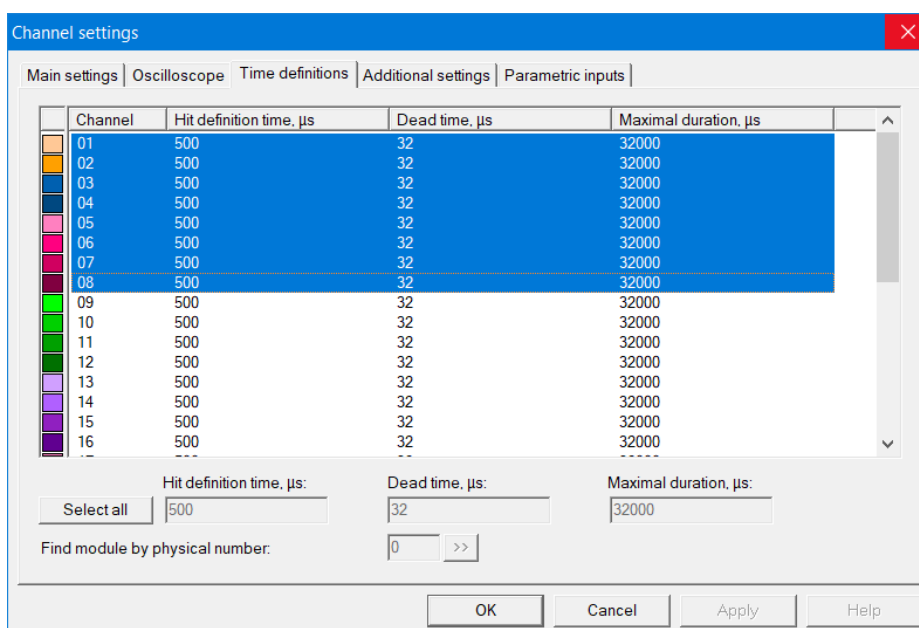 Channel settings
Main settings Oscilloscope Time definitions Additional settings Parametric inputs
Channel Hit definition time, µs Dead time, µs Maximal duration, µs
01 500 32 32000
02 500 32 32000
03 500 32 32000
04 500 32 32000
05 500 32 32000
06 500 32 32000
07 500 32 32000
08 500 32 32000
09 500 32 32000
10 500 32 32000
11 500 32 32000
12 500 32 32000
13 500 32 32000
14 500 32 32000
15 500 32 32000
16 500 32 32000
Hit definition time, µs: Dead time, µs: Maximal duration, µs:
Select all 500 32 32000
Find module by physical number: 0 >>
OK Cancel Apply Help